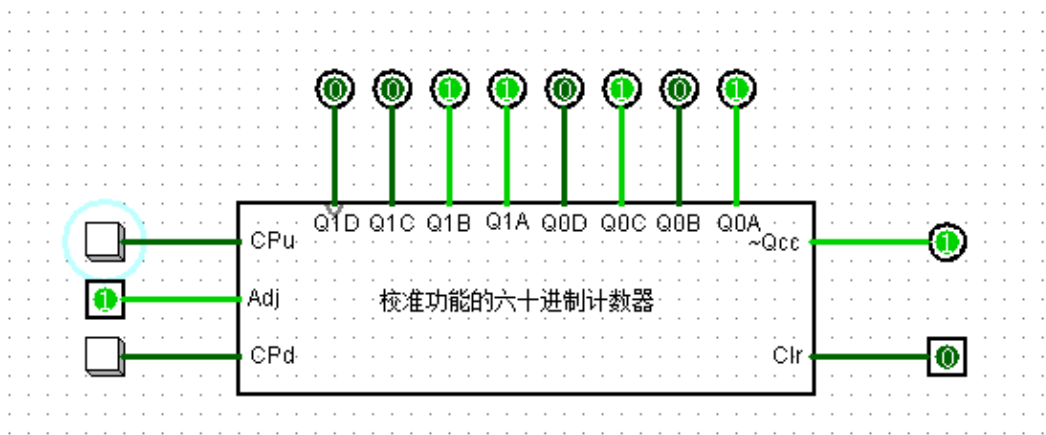 0 0 1 1 0 1 0 1
Q1D Q1C Q1B Q1A Q0D Q0C Q0B Q0A
CPu ~Qcc 1
1 Adj 校准功能的六十进制计数器
CPd Clr 0